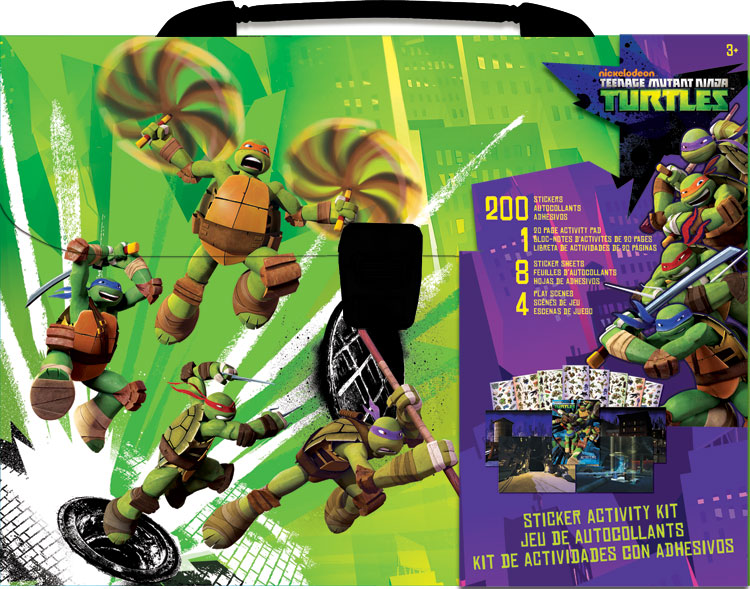 3+
nickelodeon
TEENAGE MUTANT NINJA
TURTLES
200 STICKERS
AUTOCOLLANTS
ADHESIVOS
1 20 PAGE ACTIVITY PAD
BLOC-NOTES D'ACTIVITÉS DE 20 PAGES
LIBRETA DE ACTIVIDADES DE 20 PÁGINAS
8 STICKER SHEETS
FEUILLES D'AUTOCOLLANTS
HOJAS DE ADHESIVOS
4 PLAY SCENES
SCÈNES DE JEU
ESCENAS DE JUEGO
TURTLES
STICKER ACTIVITY KIT
JEU DE AUTOCOLLANTS
KIT DE ACTIVIDADES CON ADHESIVOS